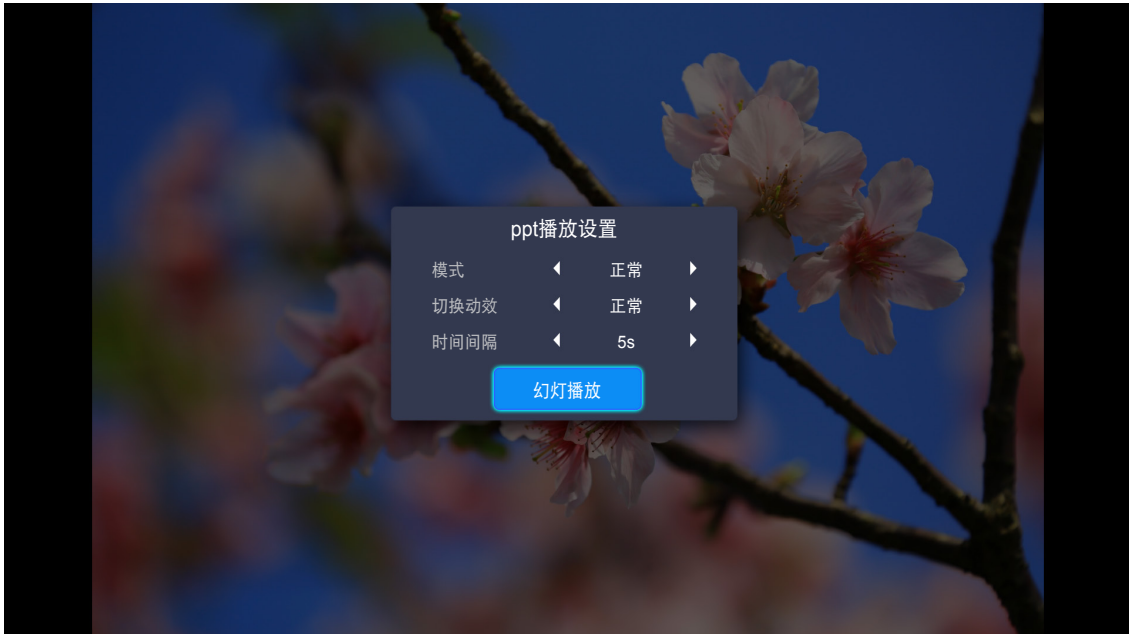 ppt播放设置
模式 正常
切换动效 正常
时间间隔 5s
幻灯播放